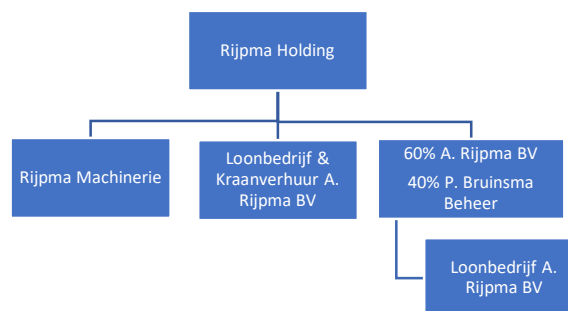 Rijpma Holding
Rijpma Machinerie
Loonbedrijf &
Kraanverhuur A.
Rijpma BV
60% A. Rijpma BV
40% P. Bruinsma
Beheer
Loonbedrijf A.
Rijpma BV